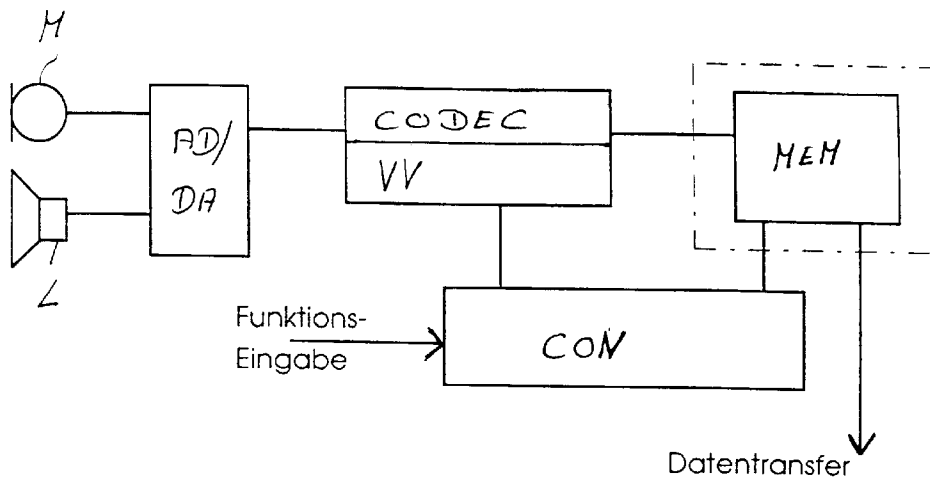 M
AD/
DA
L
CODEC
VV
MEM
Funktions-
Eingabe
CON
Datentransfer